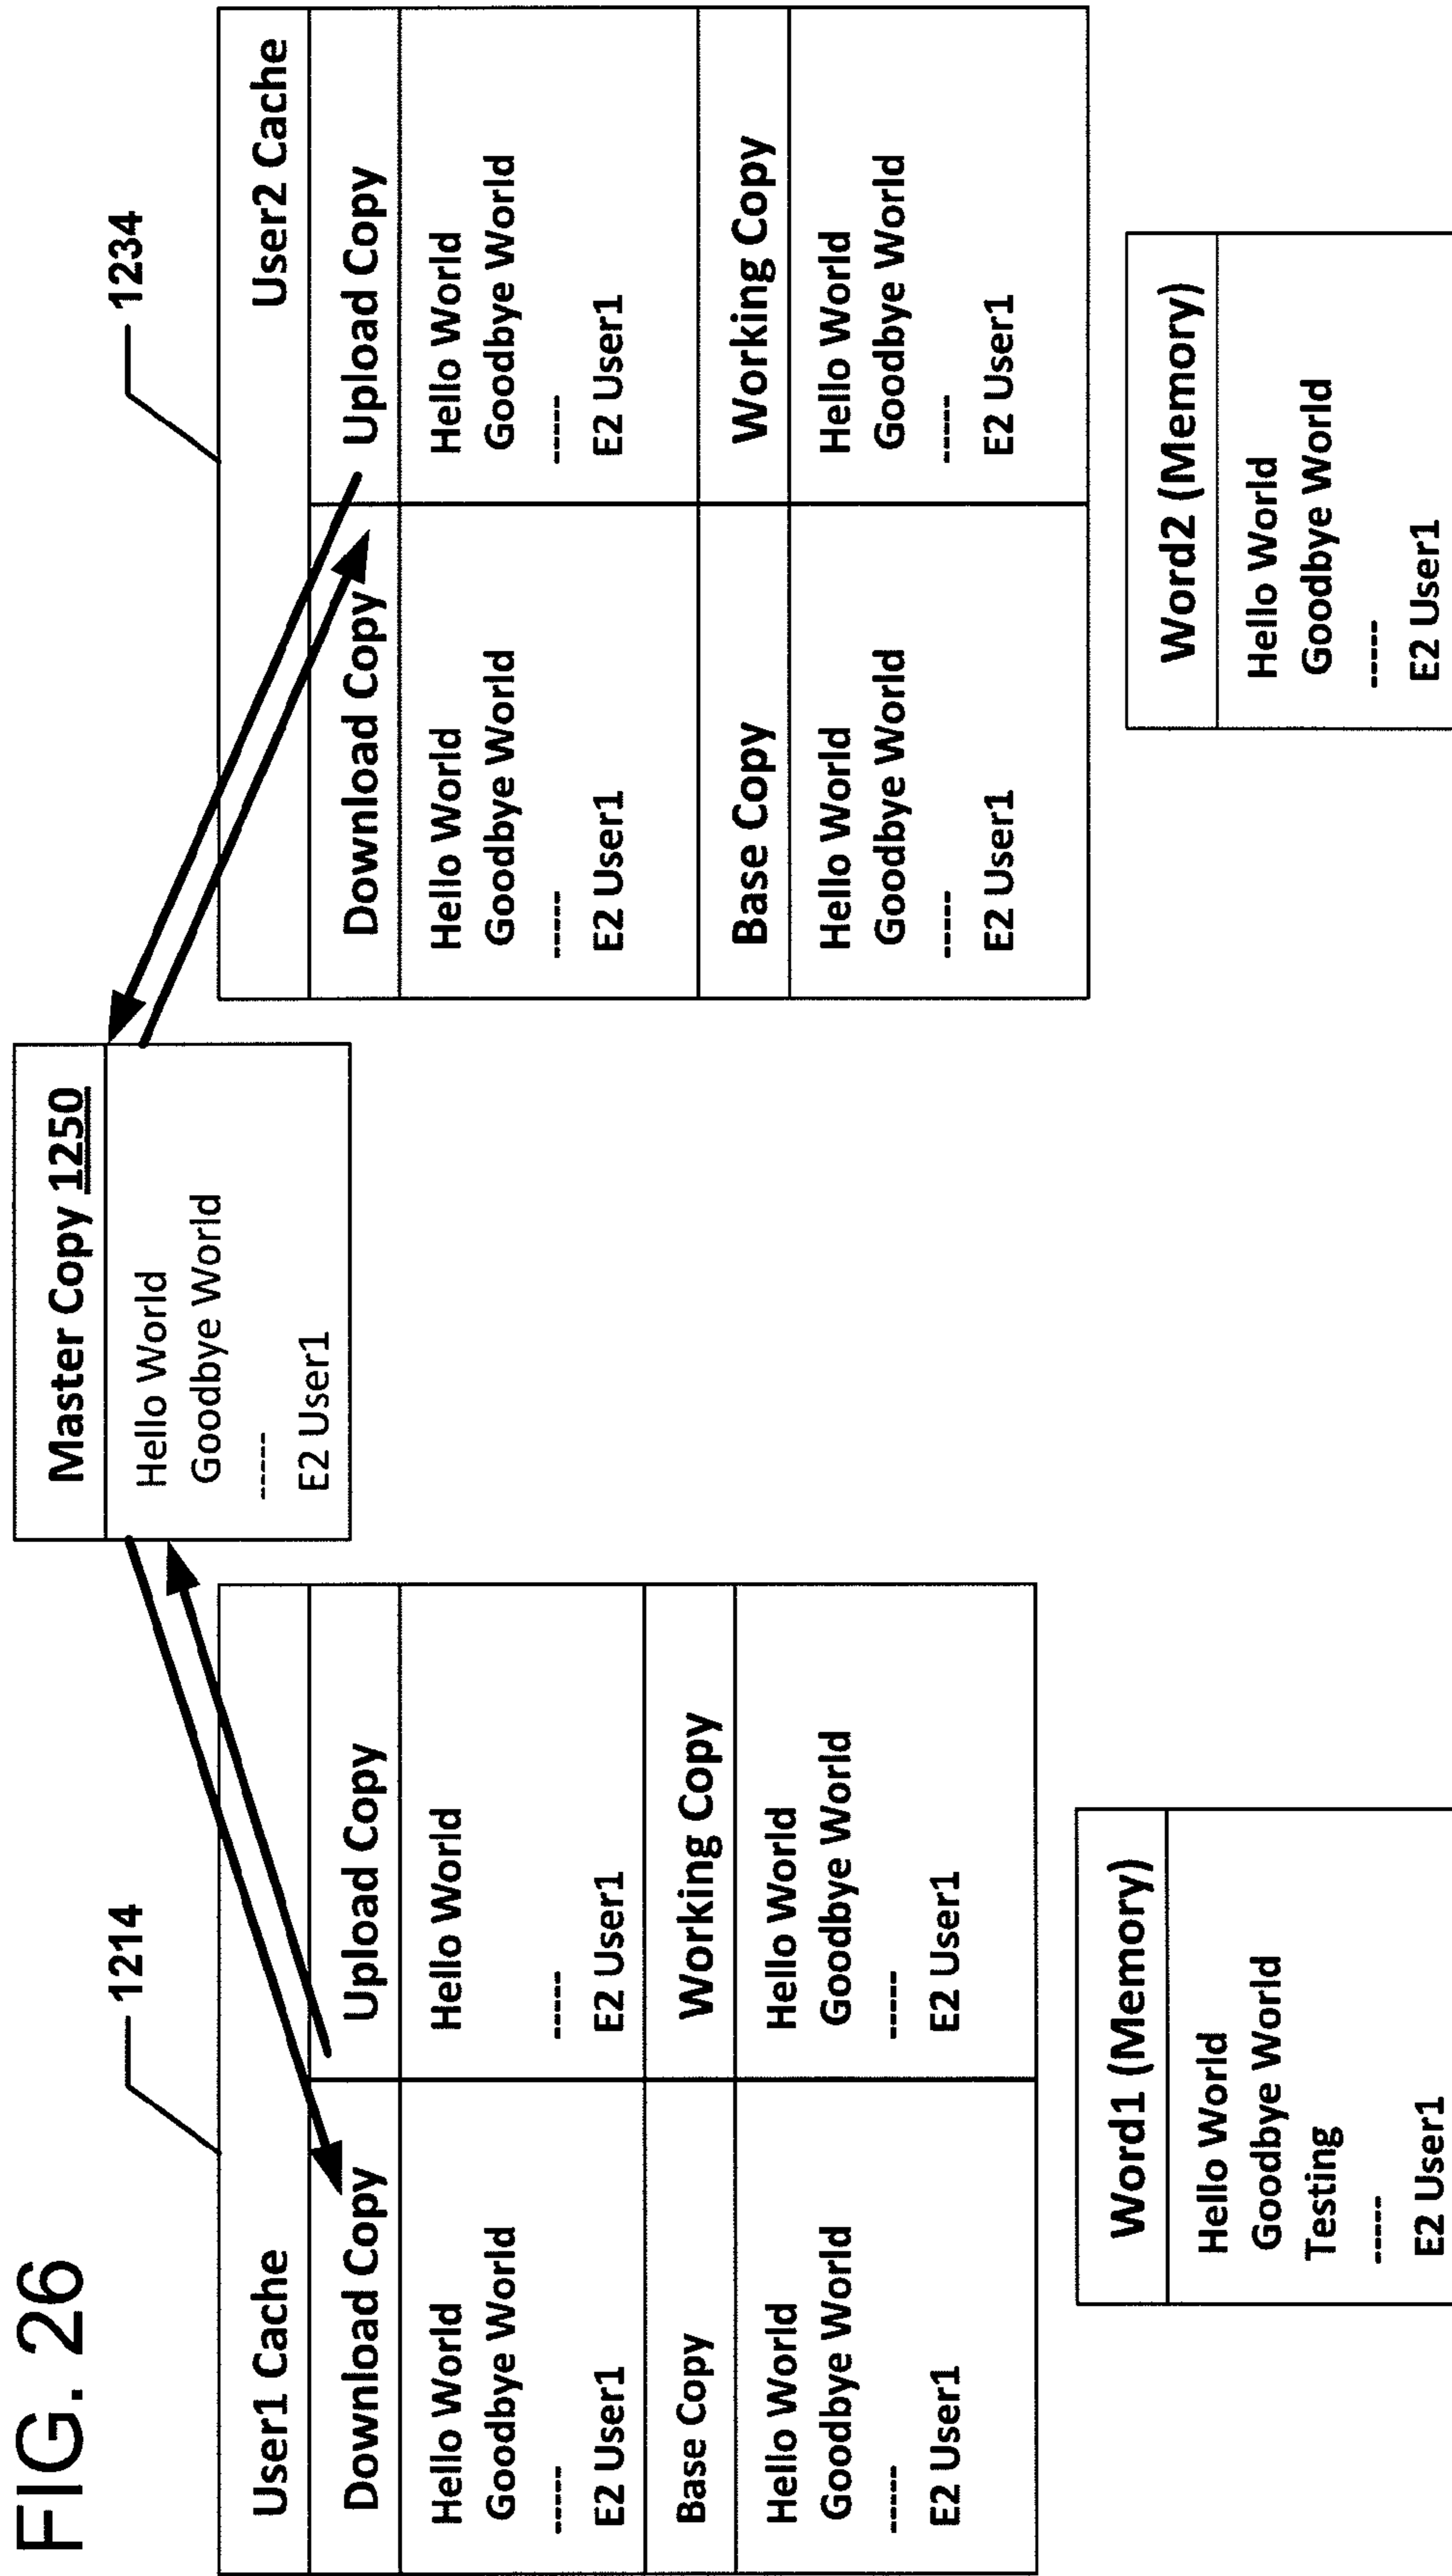 FIG. 26
Master Copy 1250
Hello World
Goodbye World
-----
E2 User1
1214
User1 Cache
Download Copy
Hello World
Goodbye World
-----
E2 User1
Upload Copy
Hello World
-----
E2 User1
Base Copy
Hello World
Goodbye World
-----
E2 User1
Working Copy
Hello World
Goodbye World
-----
E2 User1
Word1 (Memory)
Hello World
Goodbye World
Testing
-----
E2 User1
1234
User2 Cache
Download Copy
Hello World
Goodbye World
-----
E2 User1
Upload Copy
Hello World
Goodbye World
-----
E2 User1
Base Copy
Hello World
Goodbye World
-----
E2 User1
Working Copy
Hello World
Goodbye World
-----
E2 User1
Word2 (Memory)
Hello World
Goodbye World
-----
E2 User1